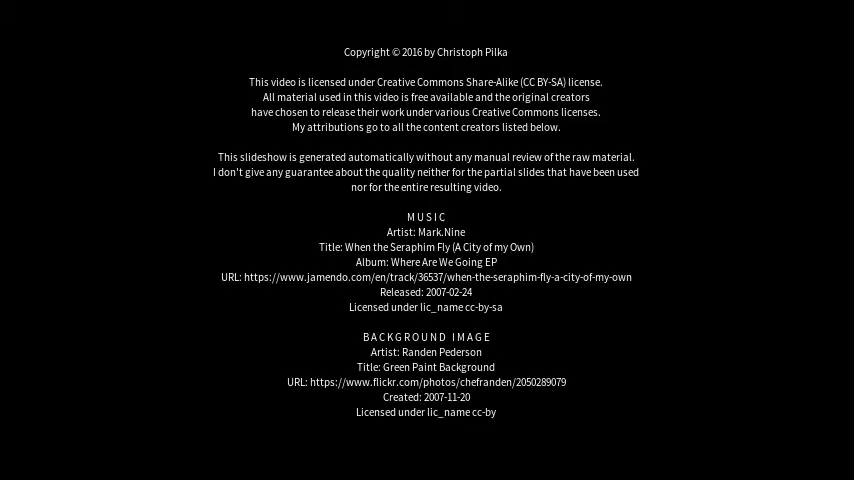 Copyright © 2016 by Christoph Pilka
This video is licensed under Creative Commons Share-Alike (CC BY-SA) license.
All material used in this video is free available and the original creators
have chosen to release their work under various Creative Commons licenses.
My attributions go to all the content creators listed below.
This slideshow is generated automatically without any manual review of the raw material.
I don't give any guarantee about the quality neither for the partial slides that have been used
nor for the entire resulting video.
M U S I C
Artist: Mark.Nine
Title: When the Seraphim Fly (A City of my Own)
Album: Where Are We Going EP
URL: https://www.jamendo.com/en/track/36537/when-the-seraphim-fly-a-city-of-my-own
Released: 2007-02-24
Licensed under lic_name cc-by-sa
B A C K G R O U N D   I M A G E
Artist: Randen Pederson
Title: Green Paint Background
URL: https://www.flickr.com/photos/chefranden/2050289079
Created: 2007-11-20
Licensed under lic_name cc-by